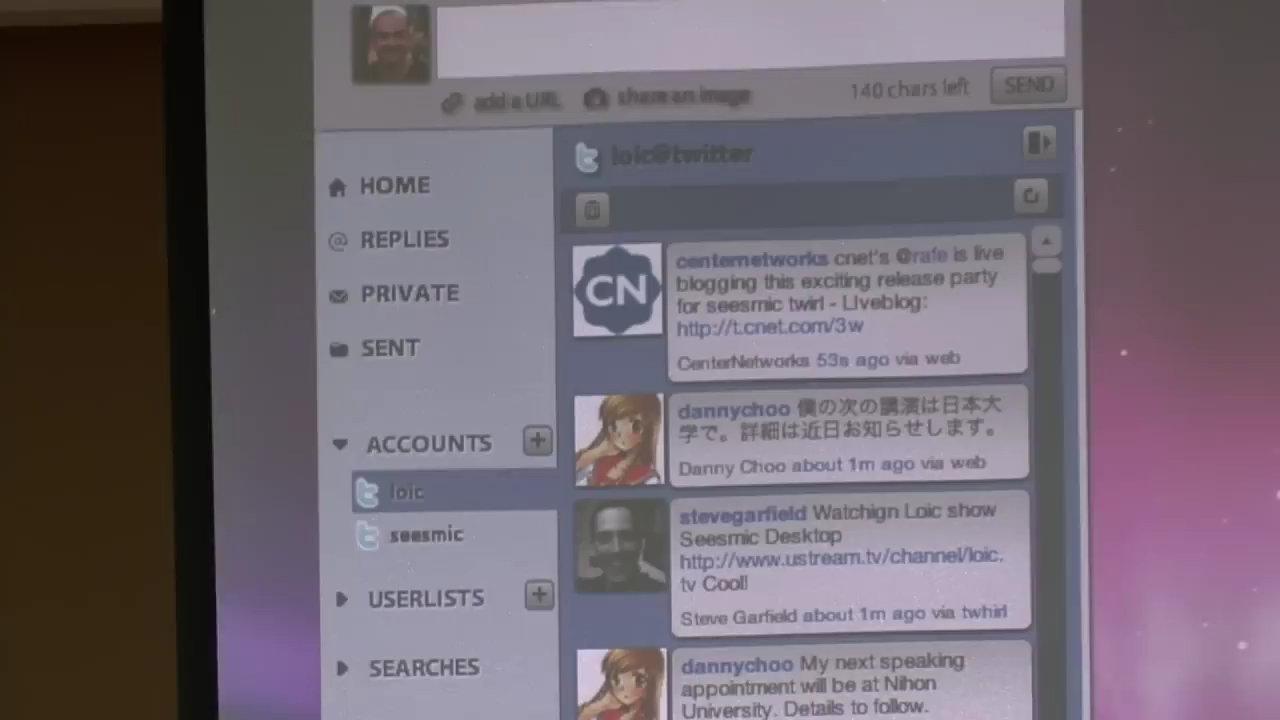 add a URL
share an image
140 chars left
SEND
HOME
REPLIES
PRIVATE
SENT
ACCOUNTS
loic
seesmic
USERLISTS
SEARCHES
loic@twitter
CN
centernetworks cnet's @rafe is live
blogging this exciting release party
for seesmic twirl - LIveblog:
http://t.cnet.com/3w
CenterNetworks 53s ago via web
dannychoo 僕の次の講演は日本大
学で。詳細は近日お知らせします。
Danny Choo about 1m ago via web
stevegarfield Watchign Loic show
Seesmic Desktop
http://www.ustream.tv/channel/loic.
tv Cool!
Steve Garfield about 1m ago via twhirl
dannychoo My next speaking
appointment will be at Nihon
University. Details to follow.